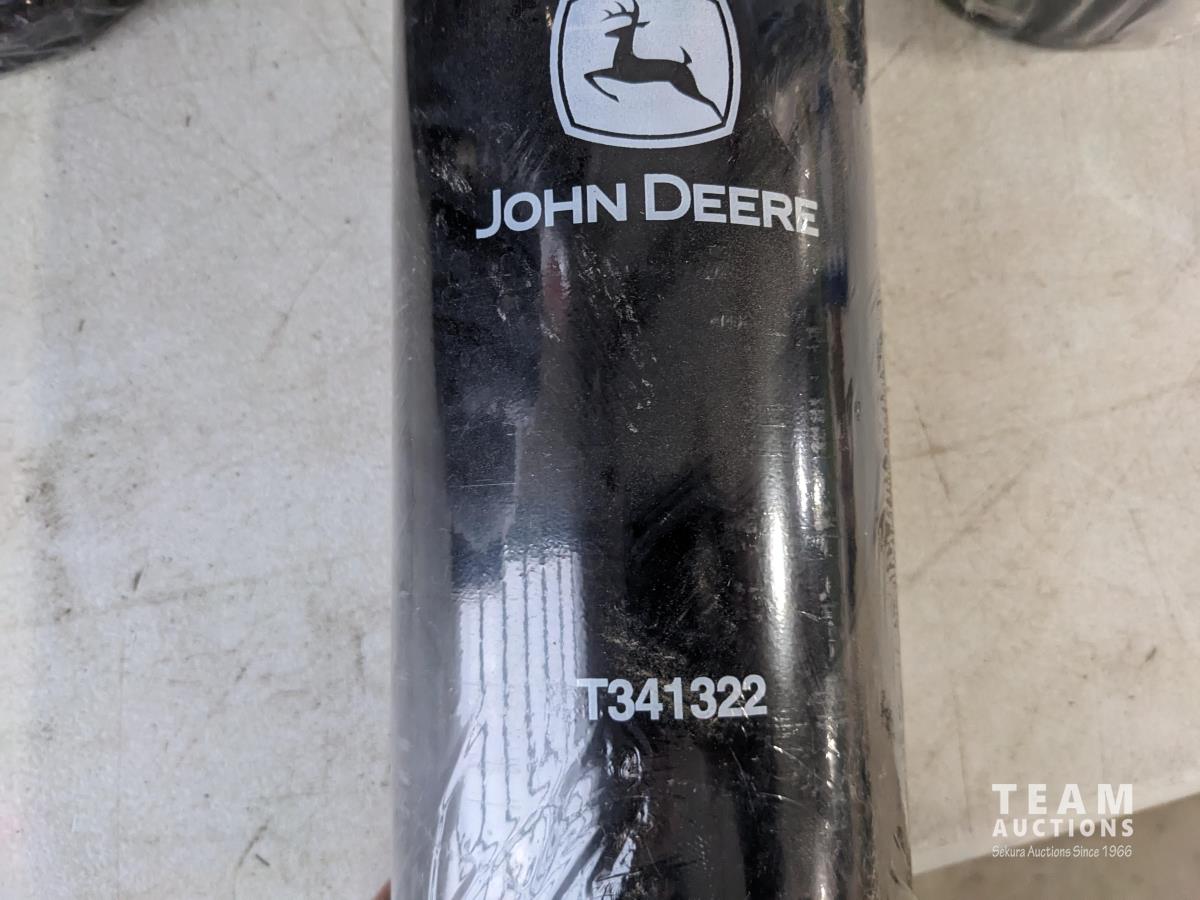 JOHN DEERE
T341322
TEAM
AUCTIONS
Sekura Auctions Since 1966